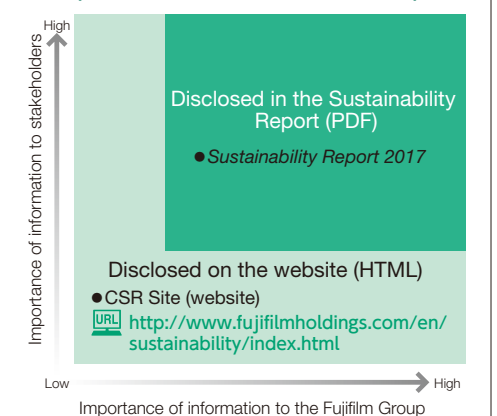 High
Importance of information to stakeholders
Disclosed in the Sustainability
Report (PDF)
●Sustainability Report 2017
Disclosed on the website (HTML)
●CSR Site (website)
URL http://www.fujifilmholdings.com/en/
sustainability/index.html
Low
High
Importance of information to the Fujifilm Group